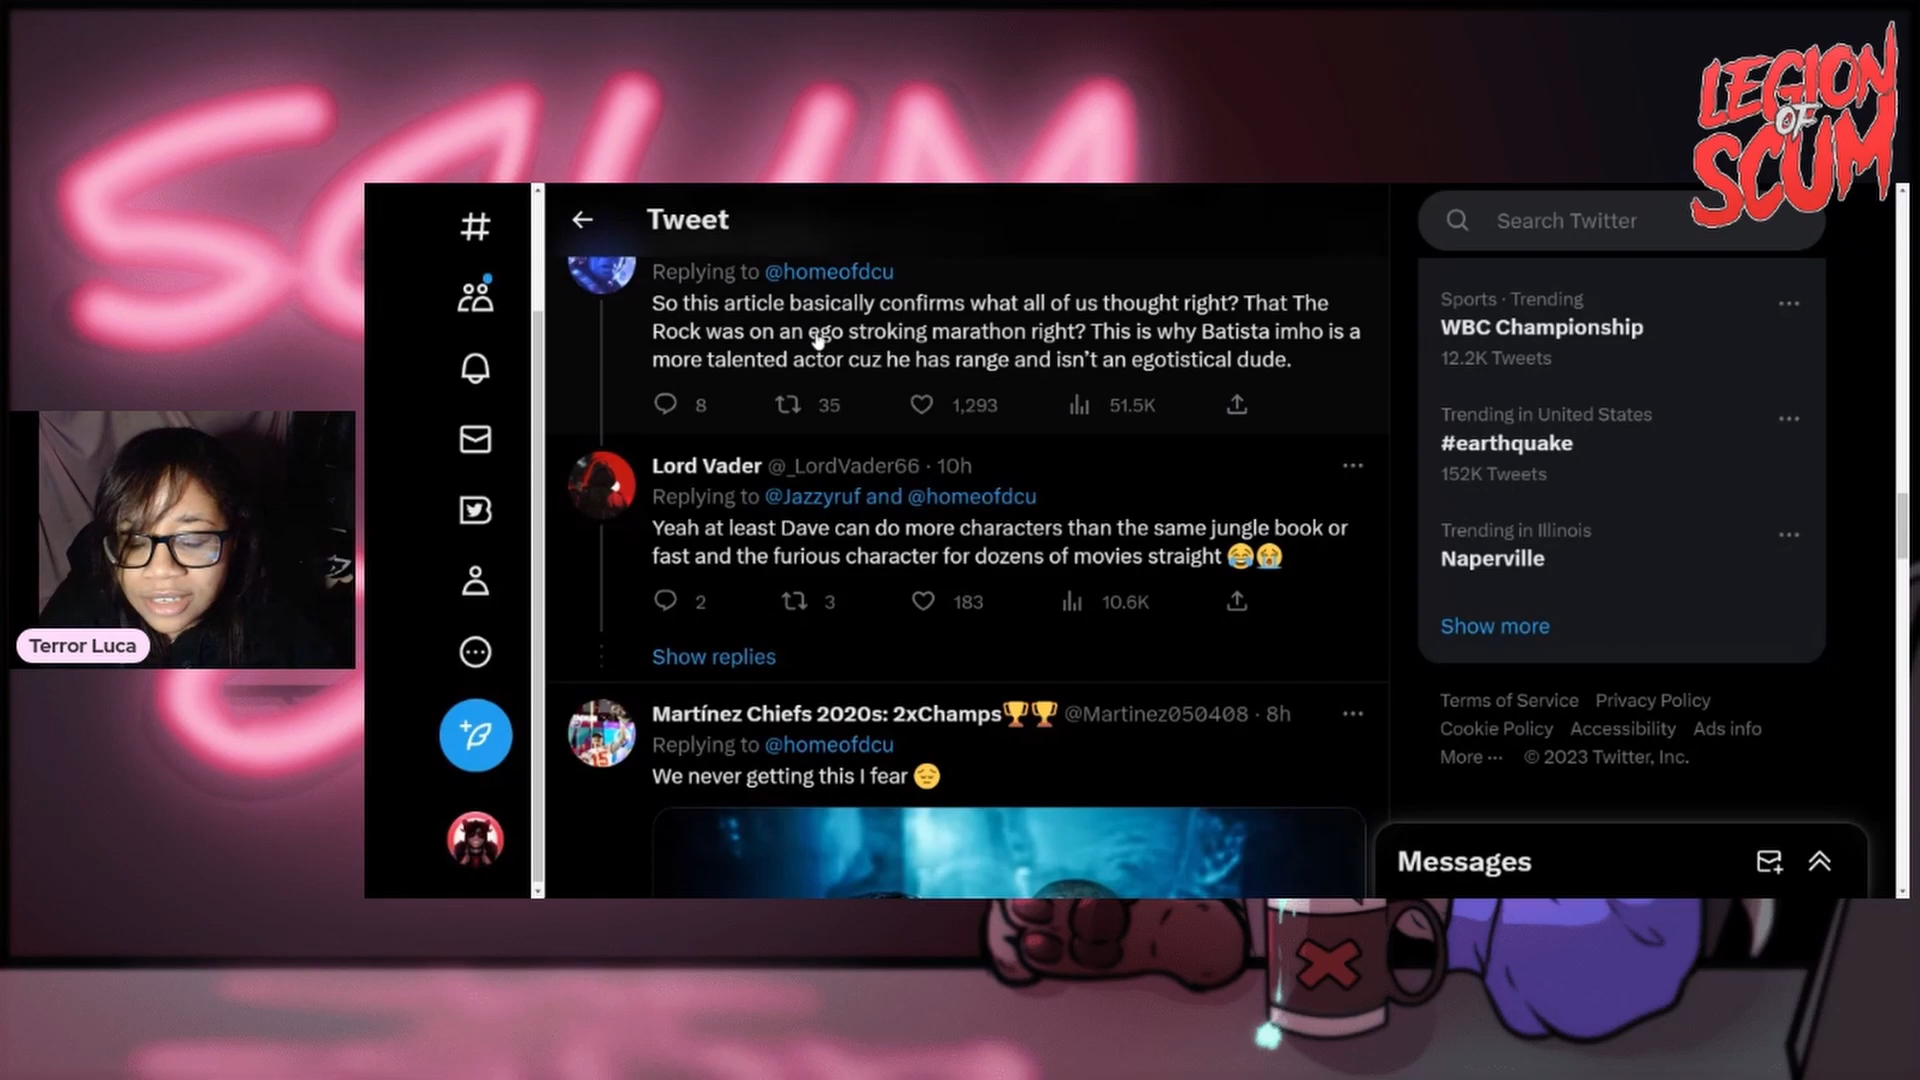 SCUM
LEGION
OF
SCUM
Tweet
Search Twitter
Replying to @homeofdcu
So this article basically confirms what all of us thought right? That The
Rock was on an ego stroking marathon right? This is why Batista imho is a
more talented actor cuz he has range and isn't an egotistical dude.
8 35 1,293 51.5K
Lord Vader @_LordVader66 · 10h
Replying to @Jazzyruf and @homeofdcu
Yeah at least Dave can do more characters than the same jungle book or
fast and the furious character for dozens of movies straight 😂😭
2 3 183 10.6K
Show replies
Martínez Chiefs 2020s: 2xChamps🏆🏆 @Martinez050408 · 8h
Replying to @homeofdcu
We never getting this I fear 😔
Sports · Trending
WBC Championship
12.2K Tweets
Trending in United States
#earthquake
152K Tweets
Trending in Illinois
Naperville
Show more
Terms of Service Privacy Policy
Cookie Policy Accessibility Ads info
More ··· © 2023 Twitter, Inc.
Messages
Terror Luca